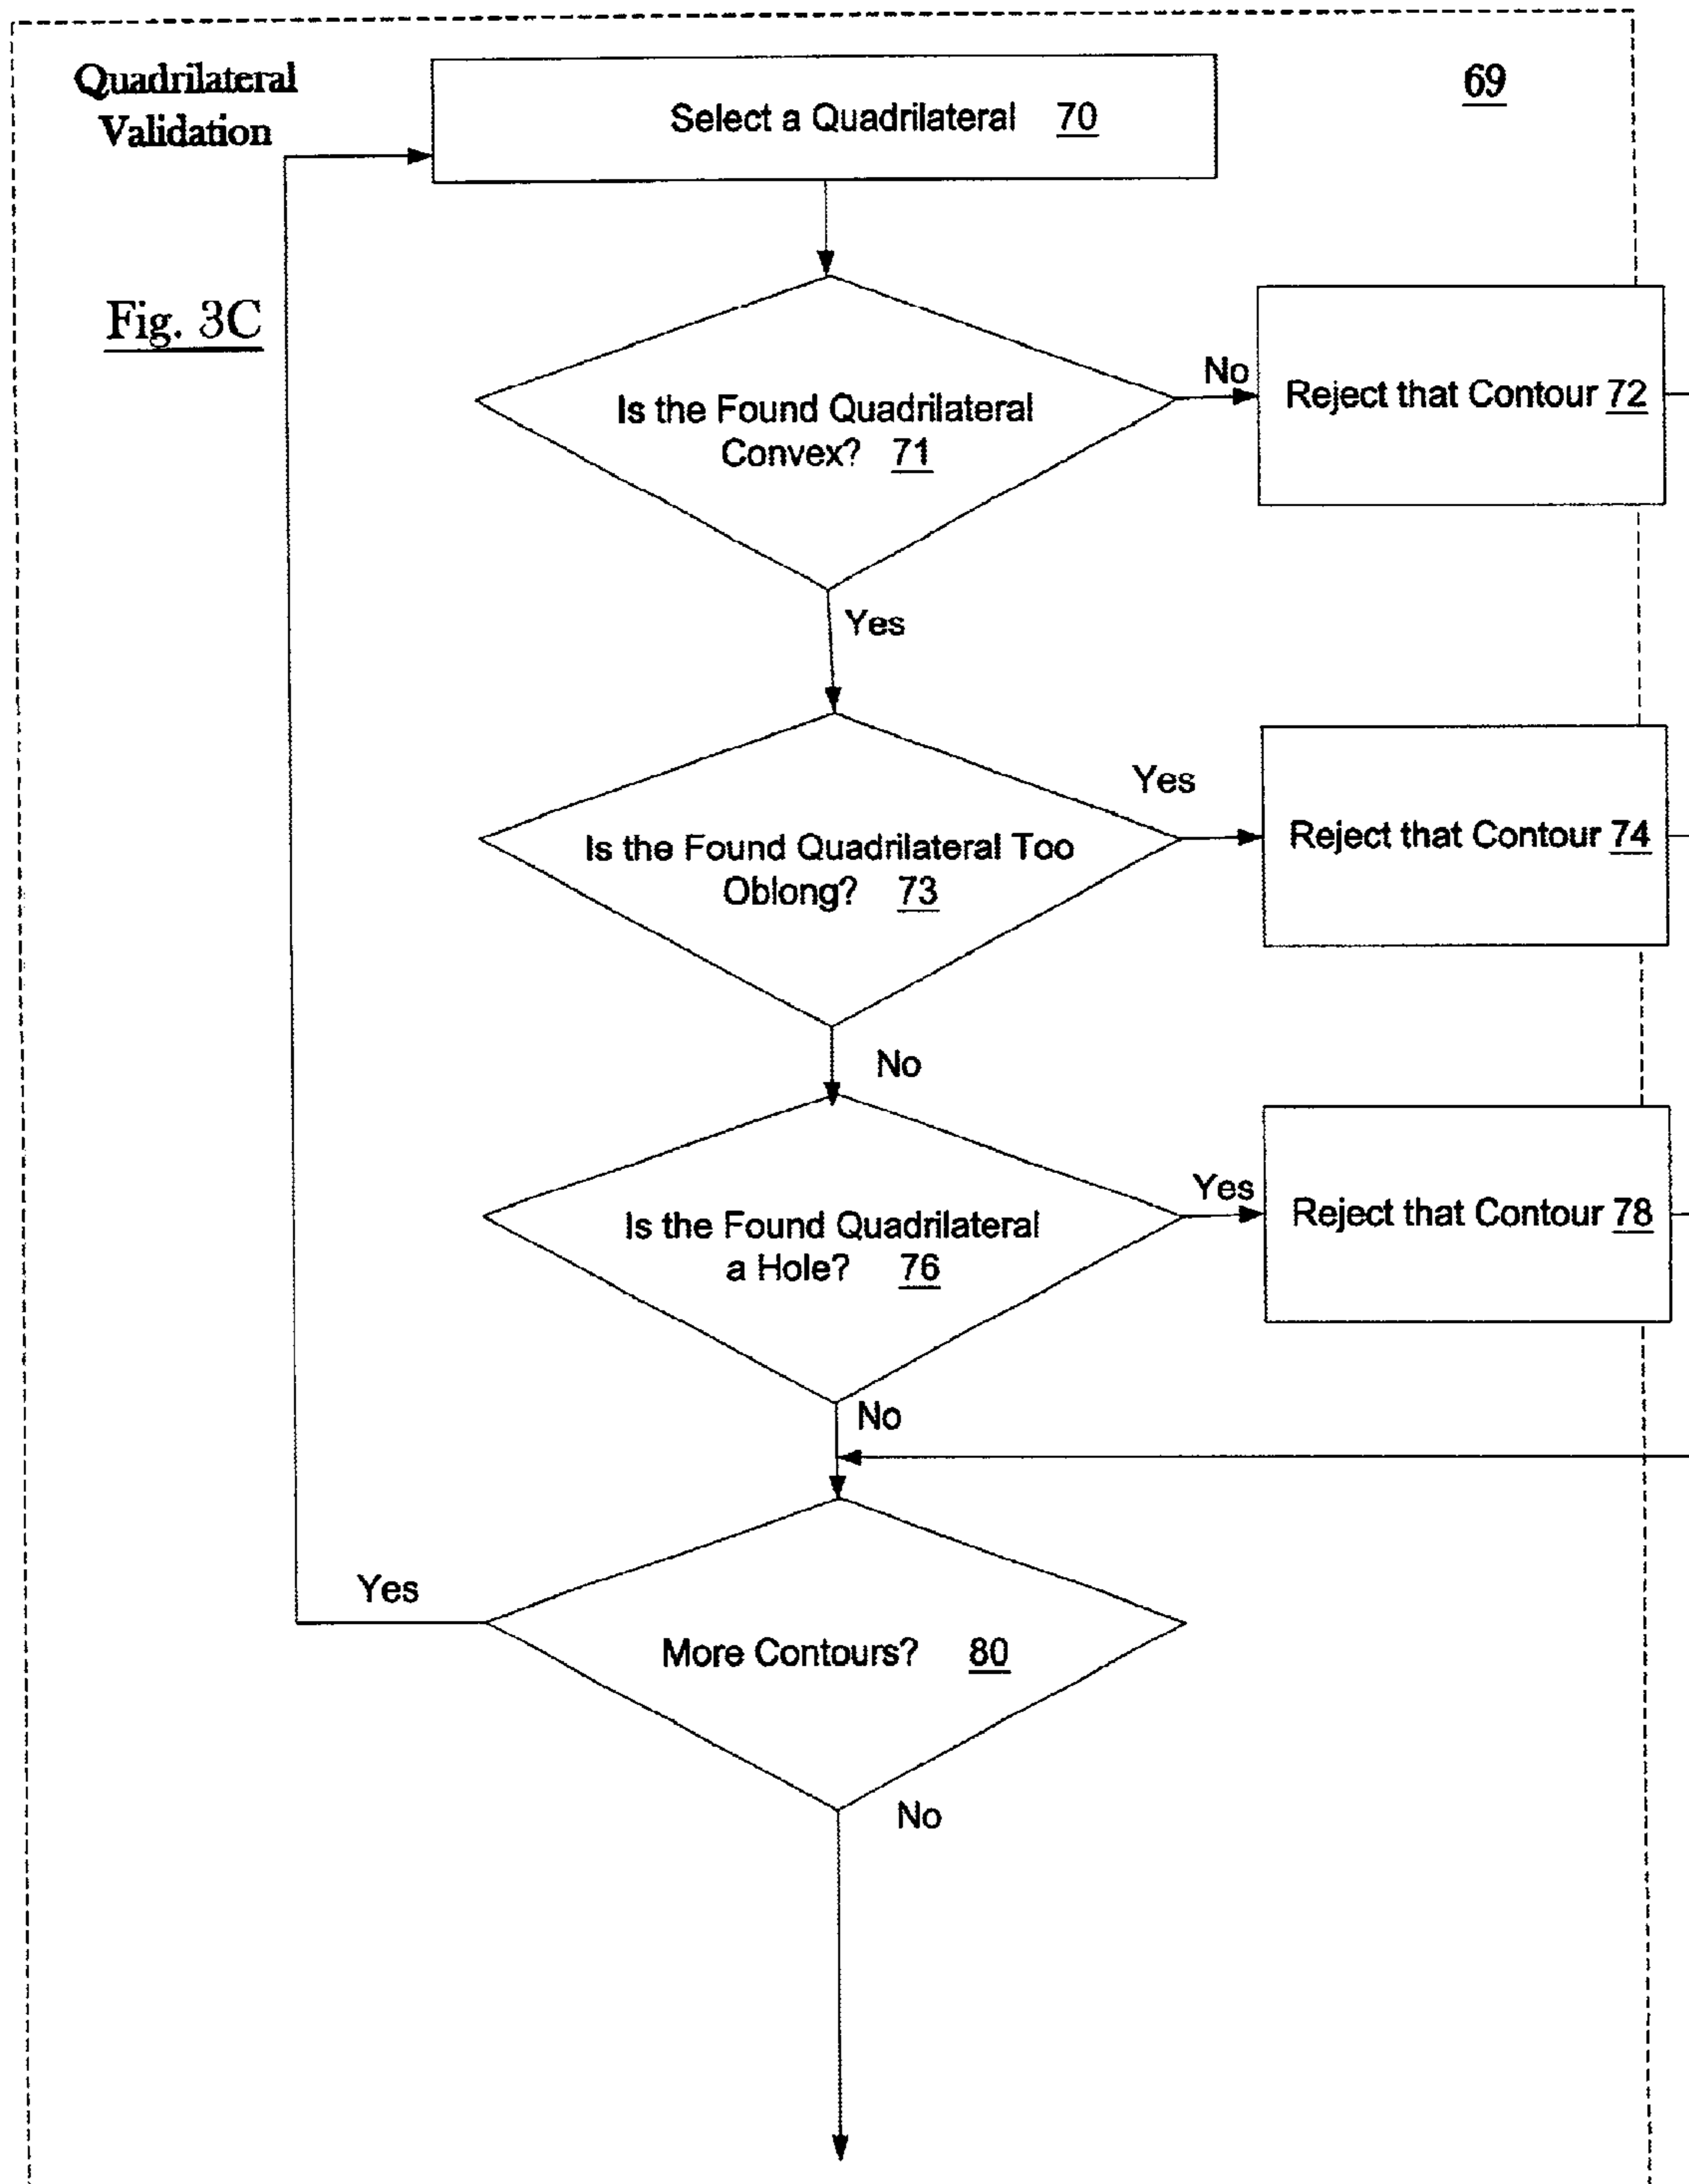 Quadrilateral
Validation
Select a Quadrilateral 70
69
Fig. 3C
Is the Found Quadrilateral
Convex? 71
No
Reject that Contour 72
Yes
Is the Found Quadrilateral Too
Oblong? 73
Yes
Reject that Contour 74
No
Is the Found Quadrilateral
a Hole? 76
Yes
Reject that Contour 78
No
More Contours? 80
Yes
No